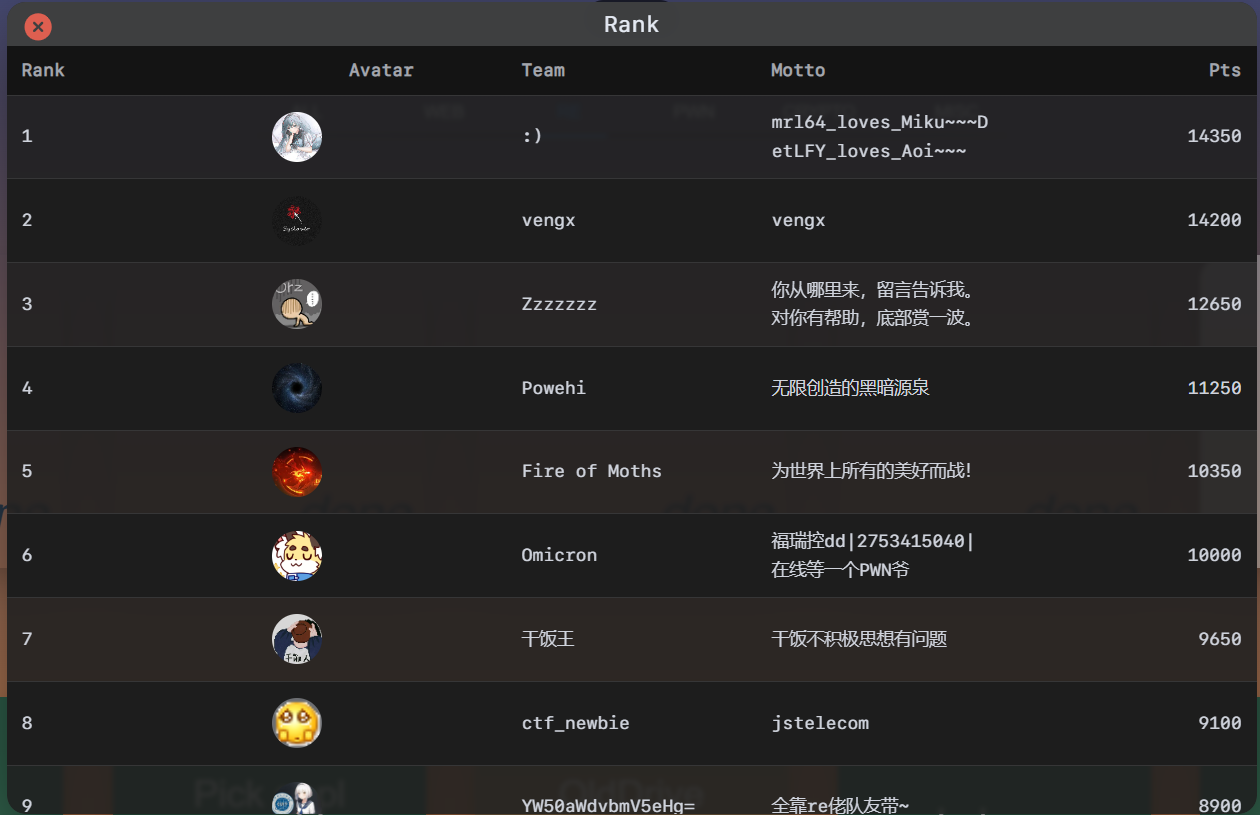 Rank
Rank Avatar Team Motto Pts
1 :) mrl64_loves_Miku~~~D 14350
etLFY_loves_Aoi~~~
2 vengx vengx 14200
3 Zzzzzzz 你从哪里来，留言告诉我。 12650
对你有帮助，底部赏一波。
4 Powehi 无限创造的黑暗源泉 11250
5 Fire of Moths 为世界上所有的美好而战！ 10350
6 Omicron 福瑞控dd|2753415040| 10000
在线等一个PWN爷
7 干饭王 干饭不积极思想有问题 9650
8 ctf_newbie jstelecom 9100
9 YW50aWdvbmV5eHg= 全靠re佬队友带~ 8900